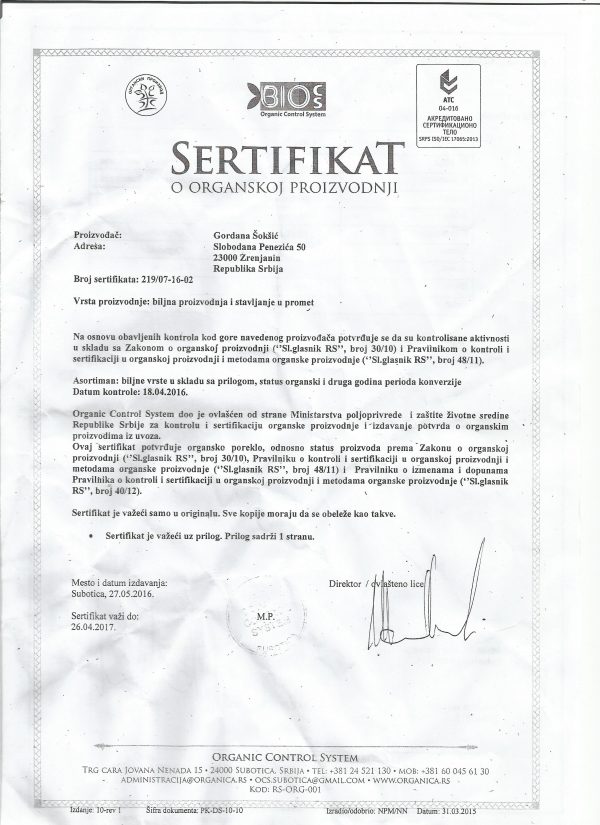 BIOS CS
Organic Control System
АТС
04-016
АКРЕДИТОВАНО
СЕРТИФИКАЦИОНО
ТЕЛО
SRPS ISO/IEC 17065:2013
SERTIFIKAT
O ORGANSKOJ PROIZVODNJI
Proizvođač: Gordana Šokšić
Adreša: Slobodana Penezića 50
23000 Zrenjanin
Republika Srbija
Broj sertifikata: 219/07-16-02
Vrsta proizvodnje: biljna proizvodnja i stavljanje u promet
Na osnovu obavljenih kontrola kod gore navedenog proizvođača potvrđuje se da su kontrolisane aktivnosti
u skladu sa Zakonom o organskoj proizvodnji (‘’Sl.glasnik RS’’, broj 30/10) i Pravilnikom o kontroli i
sertifikaciji u organskoj proizvodnji i metodama organske proizvodnje (‘’Sl.glasnik RS’’, broj 48/11).
Asortiman: biljne vrste u skladu sa prilogom, status organski i druga godina perioda konverzije
Datum kontrole: 18.04.2016.
Organic Control System doo je ovlašćen od strane Ministarstva poljoprivrede i zaštite životne sredine
Republike Srbije za kontrolu i sertifikaciju organske proizvodnje i izdavanje potvrda o organskim
proizvodima iz uvoza.
Ovaj sertifikat potvrđuje organsko poreklo, odnosno status proizvoda prema Zakonu o organskoj
proizvodnji (‘’Sl.glasnik RS’’, broj 30/10), Pravilniku o kontroli i sertifikaciji u organskoj proizvodnji i
metodama organske proizvodnje (‘’Sl.glasnik RS’’, broj 48/11) i Pravilniku o izmenama i dopunama
Pravilnika o kontroli i sertifikaciji u organskoj proizvodnji i metodama organske proizvodnje (‘’Sl.glasnik
RS’’, broj 40/12).
Sertifikat je važeći samo u originalu. Sve kopije moraju da se obeleže kao takve.
• Sertifikat je važeći uz prilog. Prilog sadrži 1 stranu.
Mesto i datum izdavanja: Direktor / ovlašteno lice
Subotica, 27.05.2016.
Sertifikat važi do: M.P.
26.04.2017.
ORGANIC CONTROL SYSTEM
TRG CARA JOVANA NENADA 15 • 24000 SUBOTICA, SRBIJA • TEL: +381 24 521 130 • MOB: +381 60 045 61 30
ADMINISTRACIJA@ORGANICA.RS • OCS.SUBOTICA@GMAIL.COM • WWW.ORGANICA.RS
KOD: RS-ORG-001
Izdanje: 10-rev 1 Šifra dokumenta: PK-DS-10-10 Izradio/odobrio: NPM/NN Datum: 31.03.2015